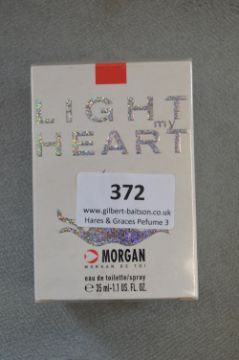 LIGHT my
HEART
372
www.gilbert-baitson.co.uk
Hares & Graces Pefume 3
MORGAN
MORGAN DE TOI
eau de toilette/spray
℮ 35 ml-1.1 US. FL. OZ.